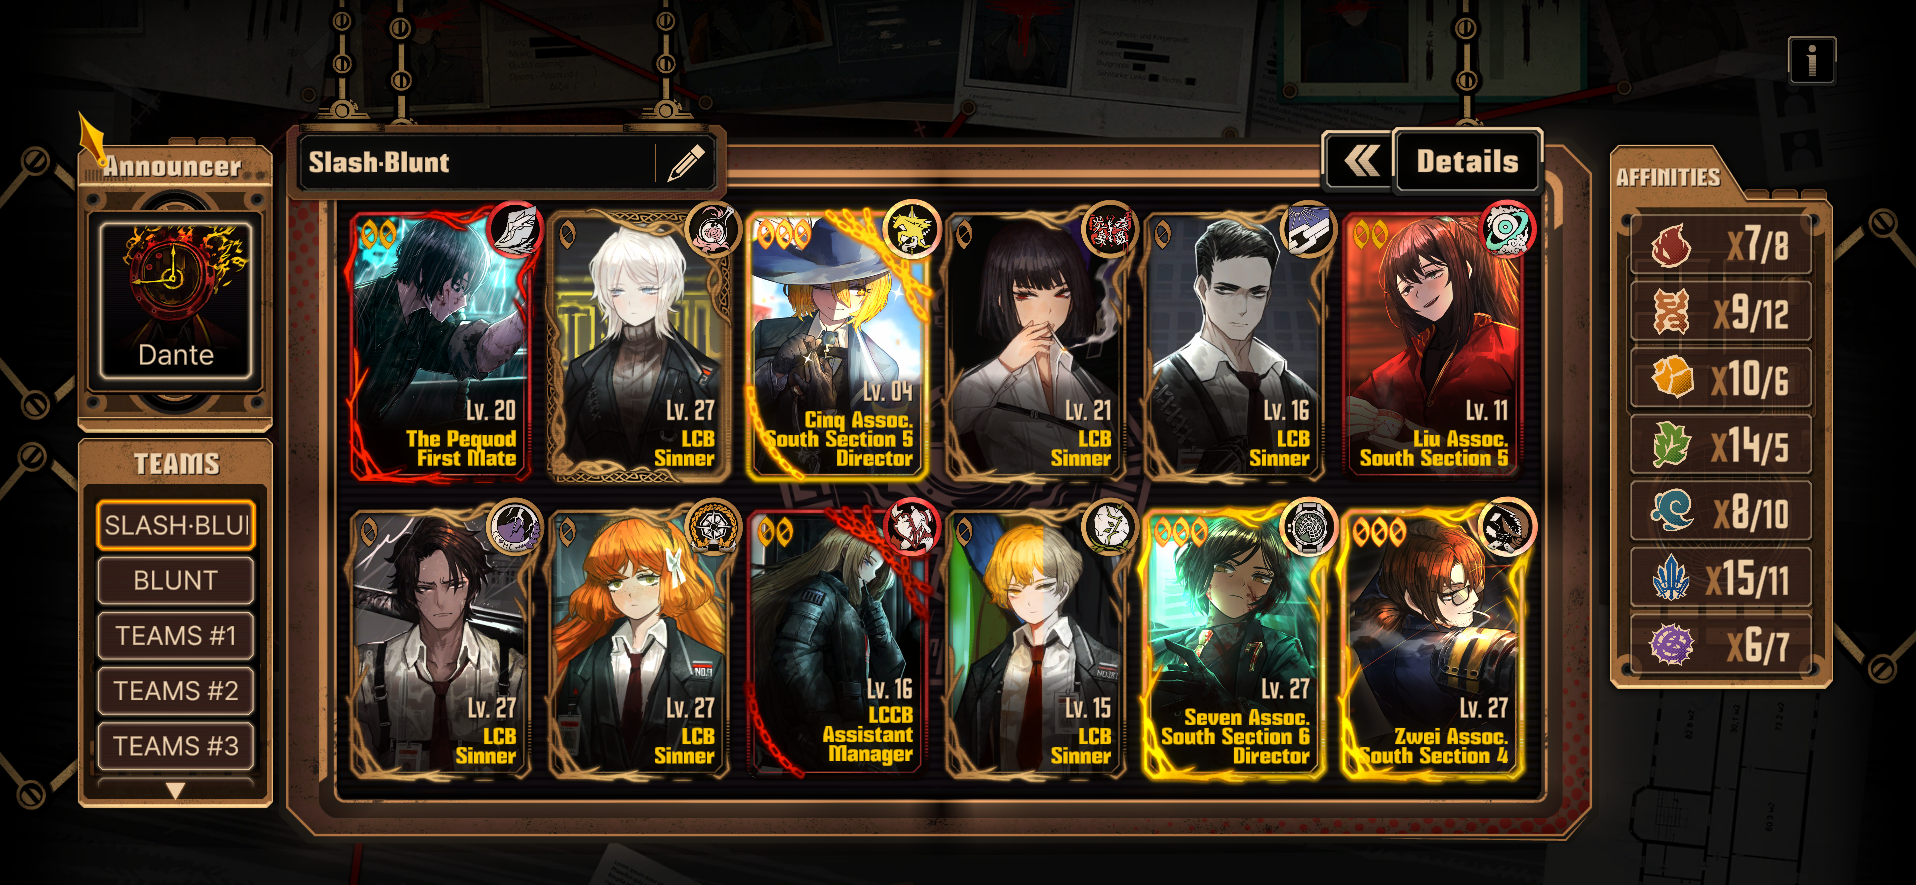 Announcer
Dante
TEAMS
SLASH·BLU
BLUNT
TEAMS #1
TEAMS #2
TEAMS #3
Slash·Blunt
Details
Lv. 20
The Pequod
First Mate
Lv. 27
LCB
Sinner
Lv. 04
Cinq Assoc.
South Section 5
Director
Lv. 21
LCB
Sinner
Lv. 16
LCB
Sinner
Lv. 11
Liu Assoc.
South Section 5
Lv. 27
LCB
Sinner
Lv. 27
LCB
Sinner
Lv. 16
LCCB
Assistant
Manager
Lv. 15
LCB
Sinner
Lv. 27
Seven Assoc.
South Section 6
Director
Lv. 27
Zwei Assoc.
South Section 4
AFFINITIES
X7/8
X9/12
X10/6
X14/5
X8/10
X15/11
X6/7